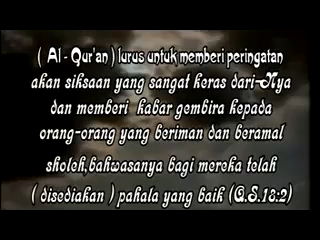 ( Al - Qur'an ) lurus untuk memberi peringatan
akan siksaan yang sangat keras dari-Nya
dan memberi kabar gembira kepada
orang-orang yang beriman dan beramal
sholeh,bahwasanya bagi mereka telah
( disediakan ) pahala yang baik (Q.S.18:2)